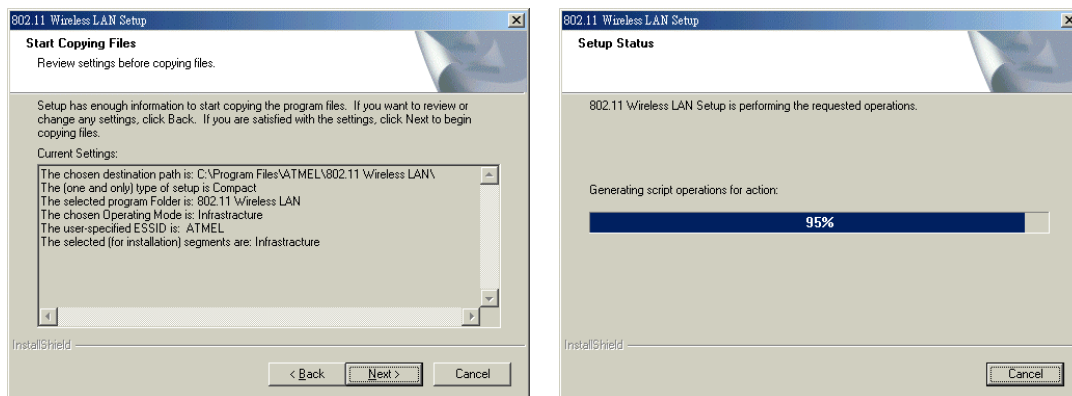 802.11 Wireless LAN Setup
Start Copying Files
Review settings before copying files.
Setup has enough information to start copying the program files. If you want to review or
change any settings, click Back. If you are satisfied with the settings, click Next to begin
copying files.
Current Settings:
The chosen destination path is: C:\Program Files\ATMEL\802.11 Wireless LAN\
The (one and only) type of setup is Compact
The selected program Folder is: 802.11 Wireless LAN
The chosen Operating Mode is: Infrastracture
The user-specified ESSID is: ATMEL
The selected (for installation) segments are: Infrastracture
InstallShield
< Back
Next >
Cancel
802.11 Wireless LAN Setup
Setup Status
802.11 Wireless LAN Setup is performing the requested operations.
Generating script operations for action:
95%
InstallShield
Cancel